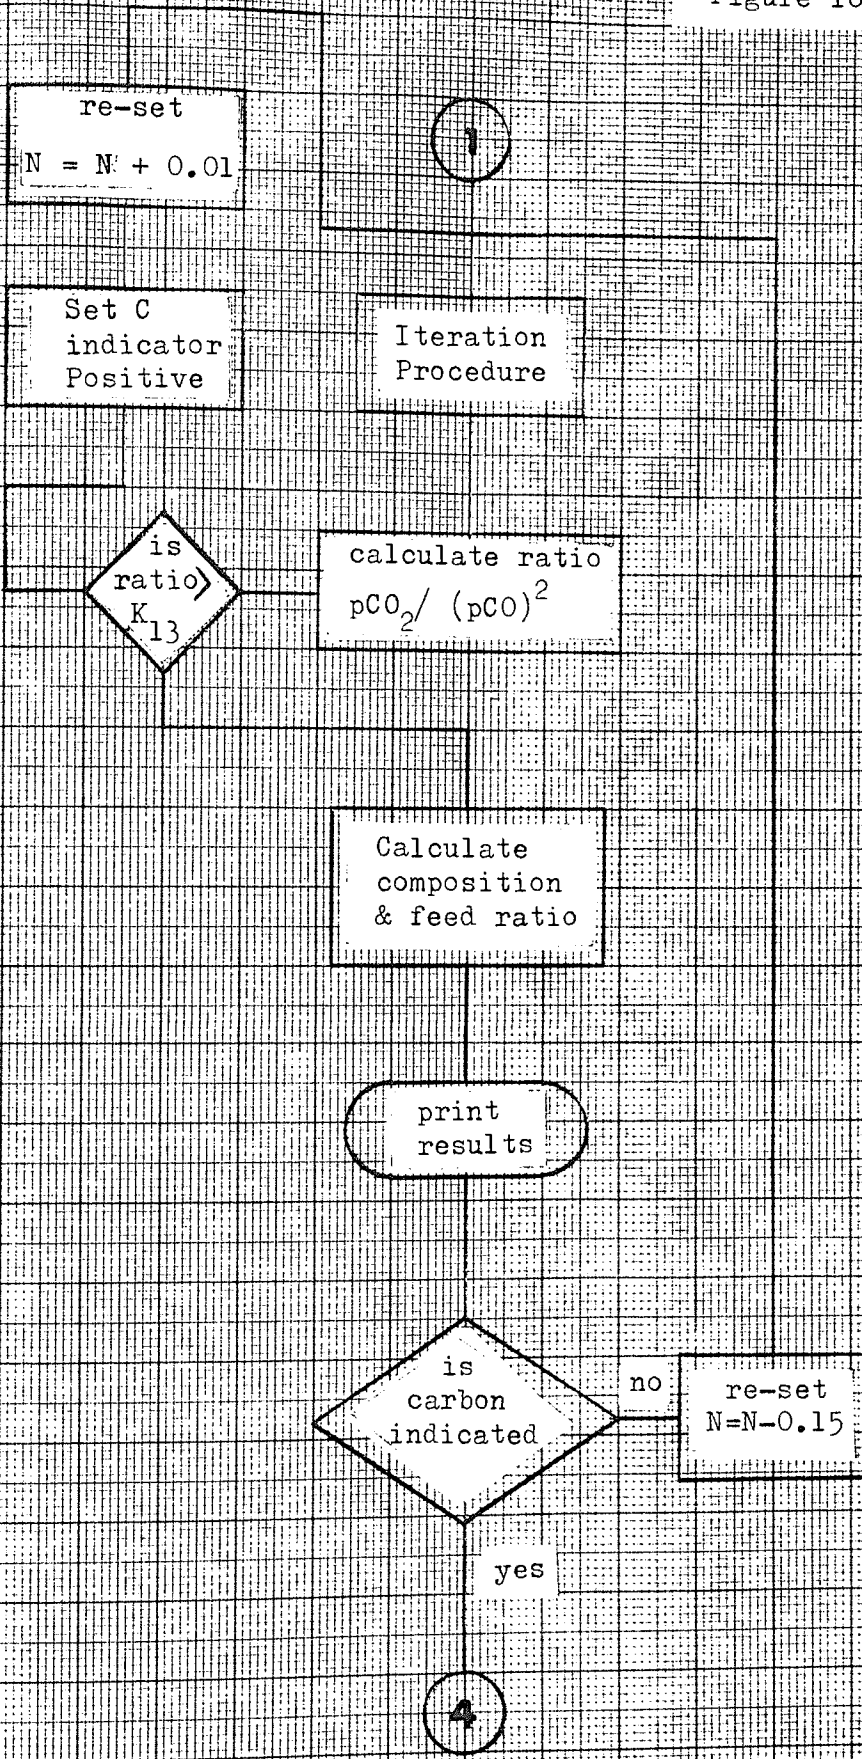 Figure 18
re-set
N = N + 0.01
1
Set C
indicator
Positive
Iteration
Procedure
is
ratio>
K13
calculate ratio
pCO2/ (pCO)2
Calculate
composition
& feed ratio
print
results
is
carbon
indicated
no
re-set
N=N-0.15
yes
4